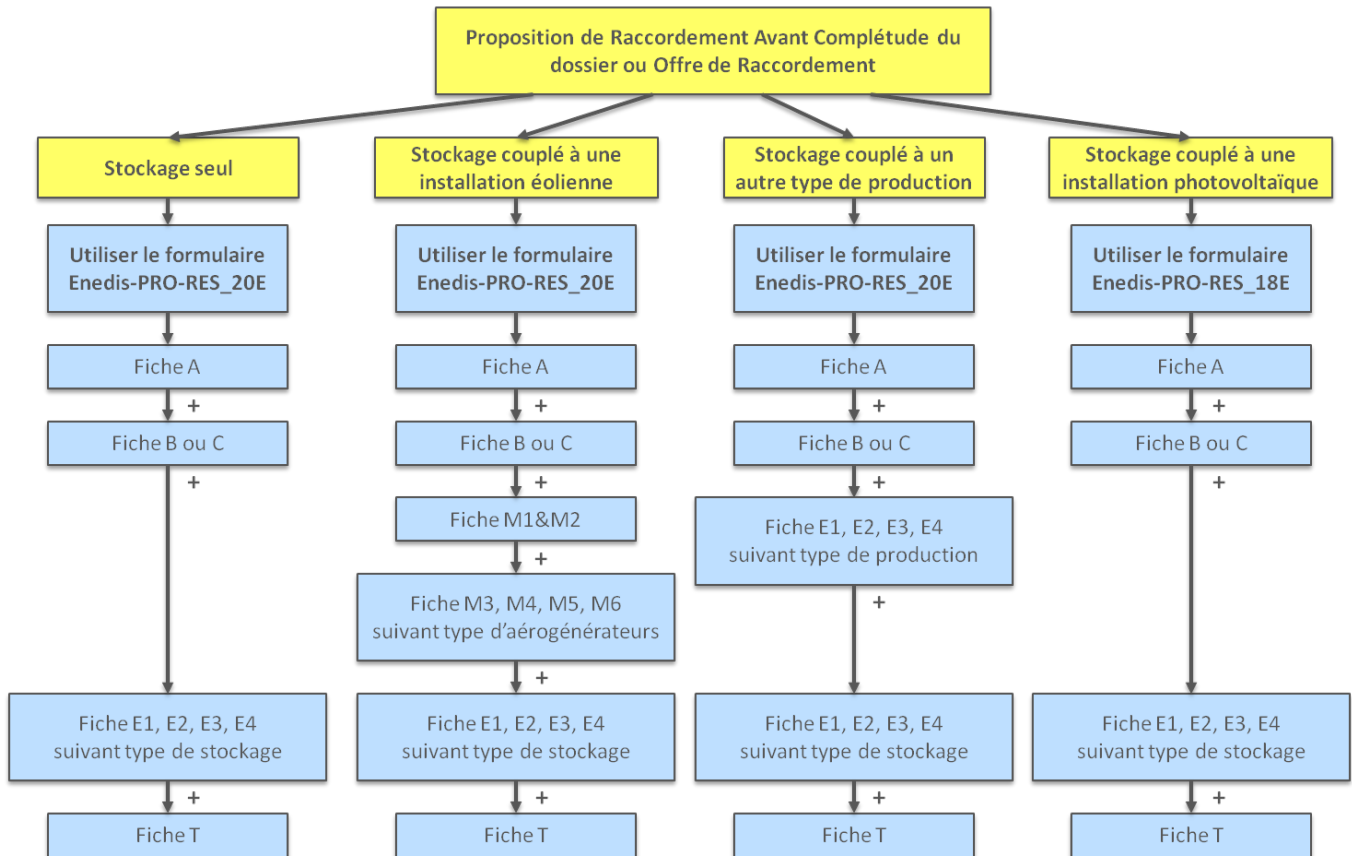 Proposition de Raccordement Avant Complétude du
dossier ou Offre de Raccordement
Stockage seul
Stockage couplé à une
installation éolienne
Stockage couplé à un
autre type de production
Stockage couplé à une
installation photovoltaïque
Utiliser le formulaire
Enedis-PRO-RES_20E
Utiliser le formulaire
Enedis-PRO-RES_20E
Utiliser le formulaire
Enedis-PRO-RES_20E
Utiliser le formulaire
Enedis-PRO-RES_18E
Fiche A
Fiche A
Fiche A
Fiche A
+
+
+
+
Fiche B ou C
Fiche B ou C
Fiche B ou C
Fiche B ou C
+
+
+
+
Fiche M1&M2
Fiche E1, E2, E3, E4
suivant type de production
+
Fiche M3, M4, M5, M6
suivant type d’aérogénérateurs
+
+
Fiche E1, E2, E3, E4
suivant type de stockage
Fiche E1, E2, E3, E4
suivant type de stockage
Fiche E1, E2, E3, E4
suivant type de stockage
Fiche E1, E2, E3, E4
suivant type de stockage
+
+
+
+
Fiche T
Fiche T
Fiche T
Fiche T